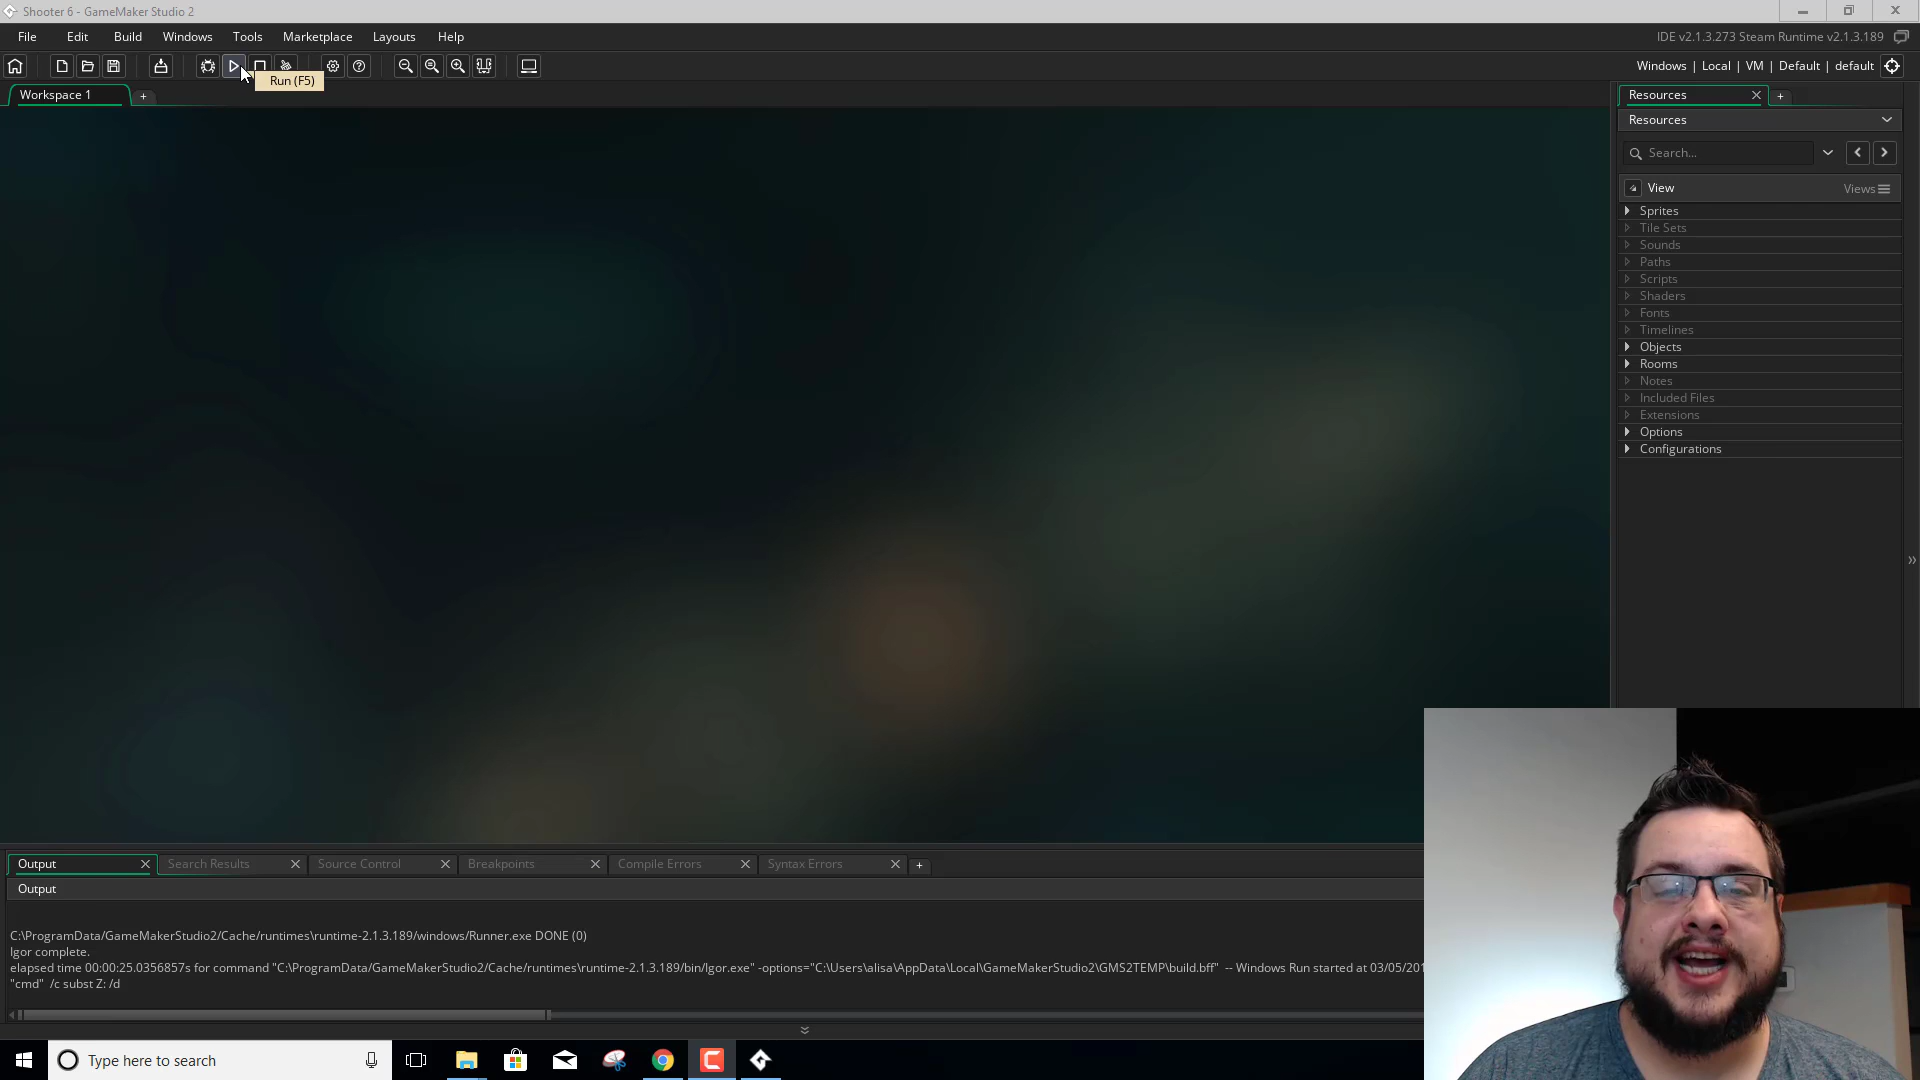 Shooter 6 - GameMaker Studio 2
File Edit Build Windows Tools Marketplace Layouts Help
IDE v2.1.3.273 Steam Runtime v2.1.3.189
Windows | Local | VM | Default | default
Run (F5)
Workspace 1 +
Resources +
Resources
Search...
View Views
Sprites
Tile Sets
Sounds
Paths
Scripts
Shaders
Fonts
Timelines
Objects
Rooms
Notes
Included Files
Extensions
Options
Configurations
Output Search Results Source Control Breakpoints Compile Errors Syntax Errors +
Output
C:\ProgramData/GameMakerStudio2/Cache/runtimes\runtime-2.1.3.189/windows/Runner.exe DONE (0)
Igor complete.
elapsed time 00:00:25.0356857s for command "C:\ProgramData/GameMakerStudio2/Cache/runtimes\runtime-2.1.3.189/bin/Igor.exe" -options="C:\Users\alisa\AppData\Local\GameMakerStudio2\GMS2TEMP\build.bff" -- Windows Run started at 03/05/201
"cmd" /c subst Z: /d
Type here to search